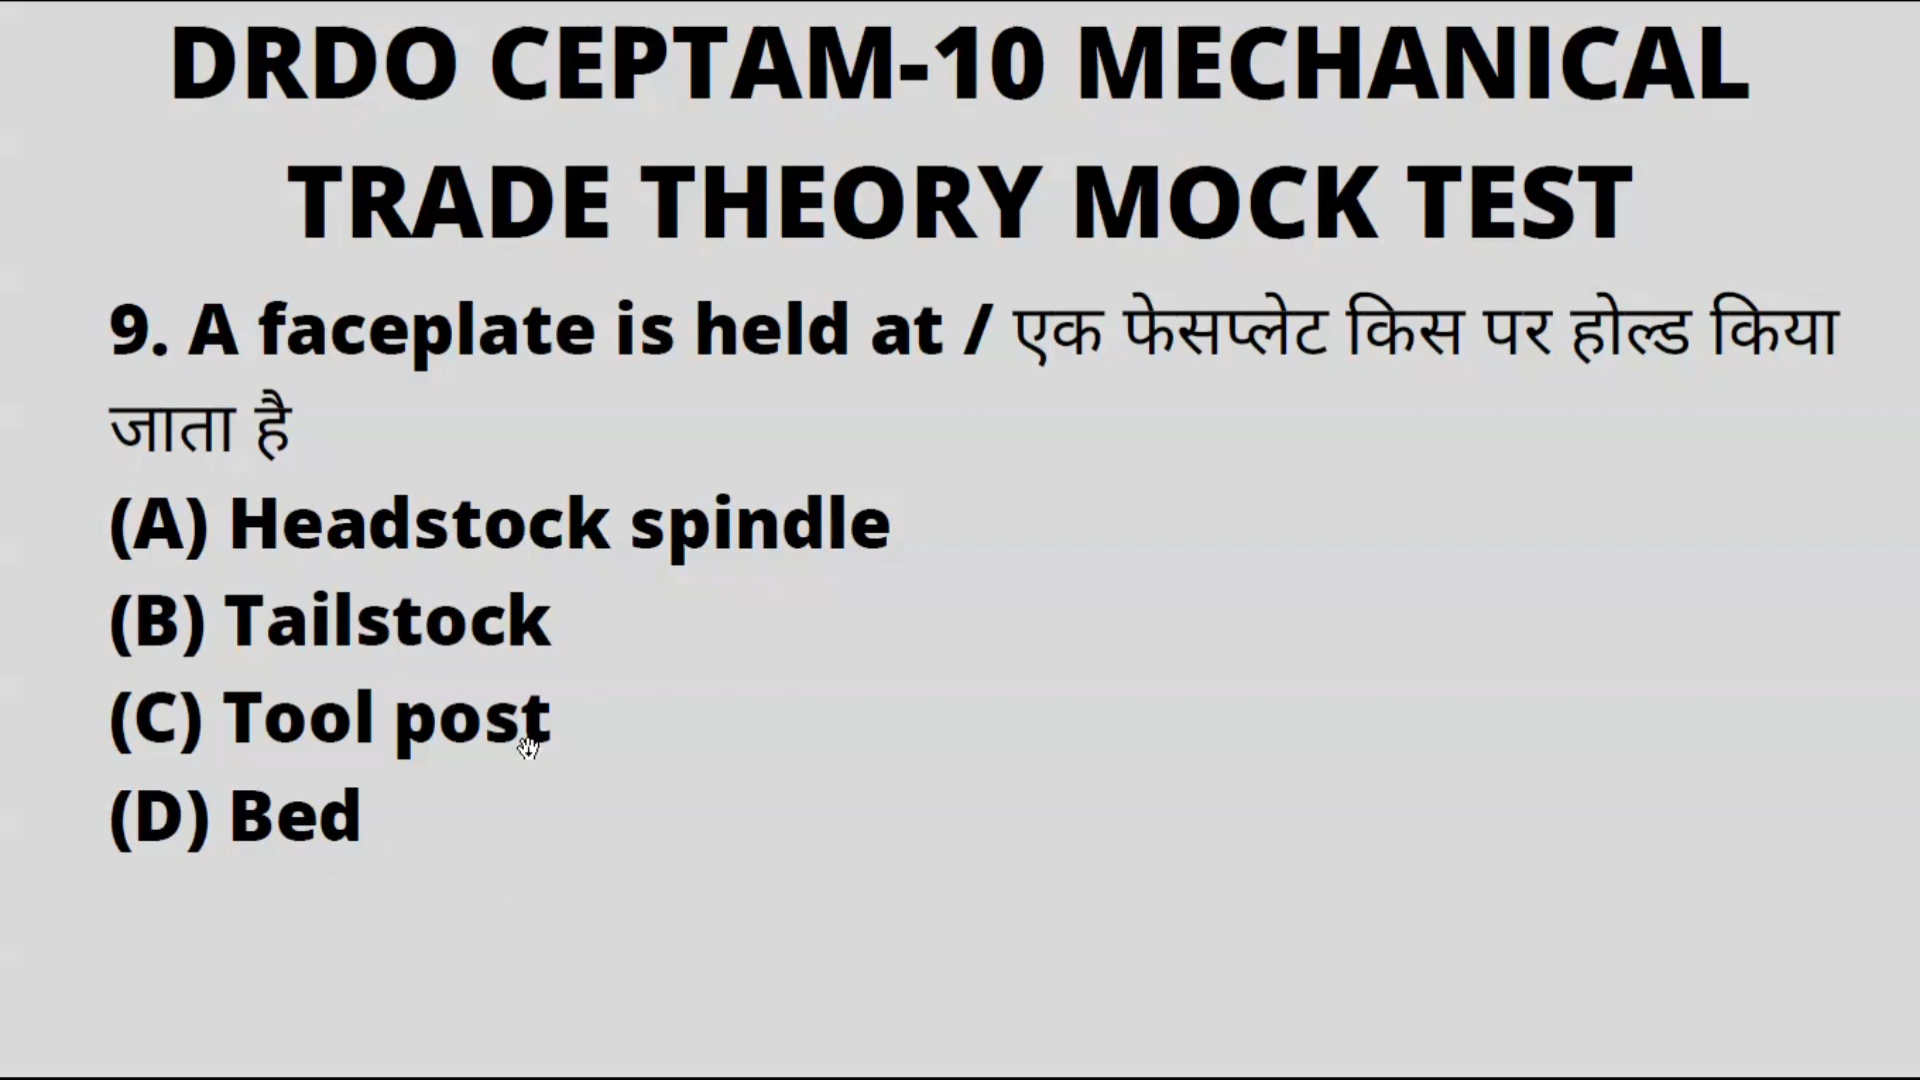 DRDO CEPTAM-10 MECHANICAL
TRADE THEORY MOCK TEST
9. A faceplate is held at / एक फेसप्लेट किस पर होल्ड किया
जाता है
(A) Headstock spindle
(B) Tailstock
(C) Tool post
(D) Bed